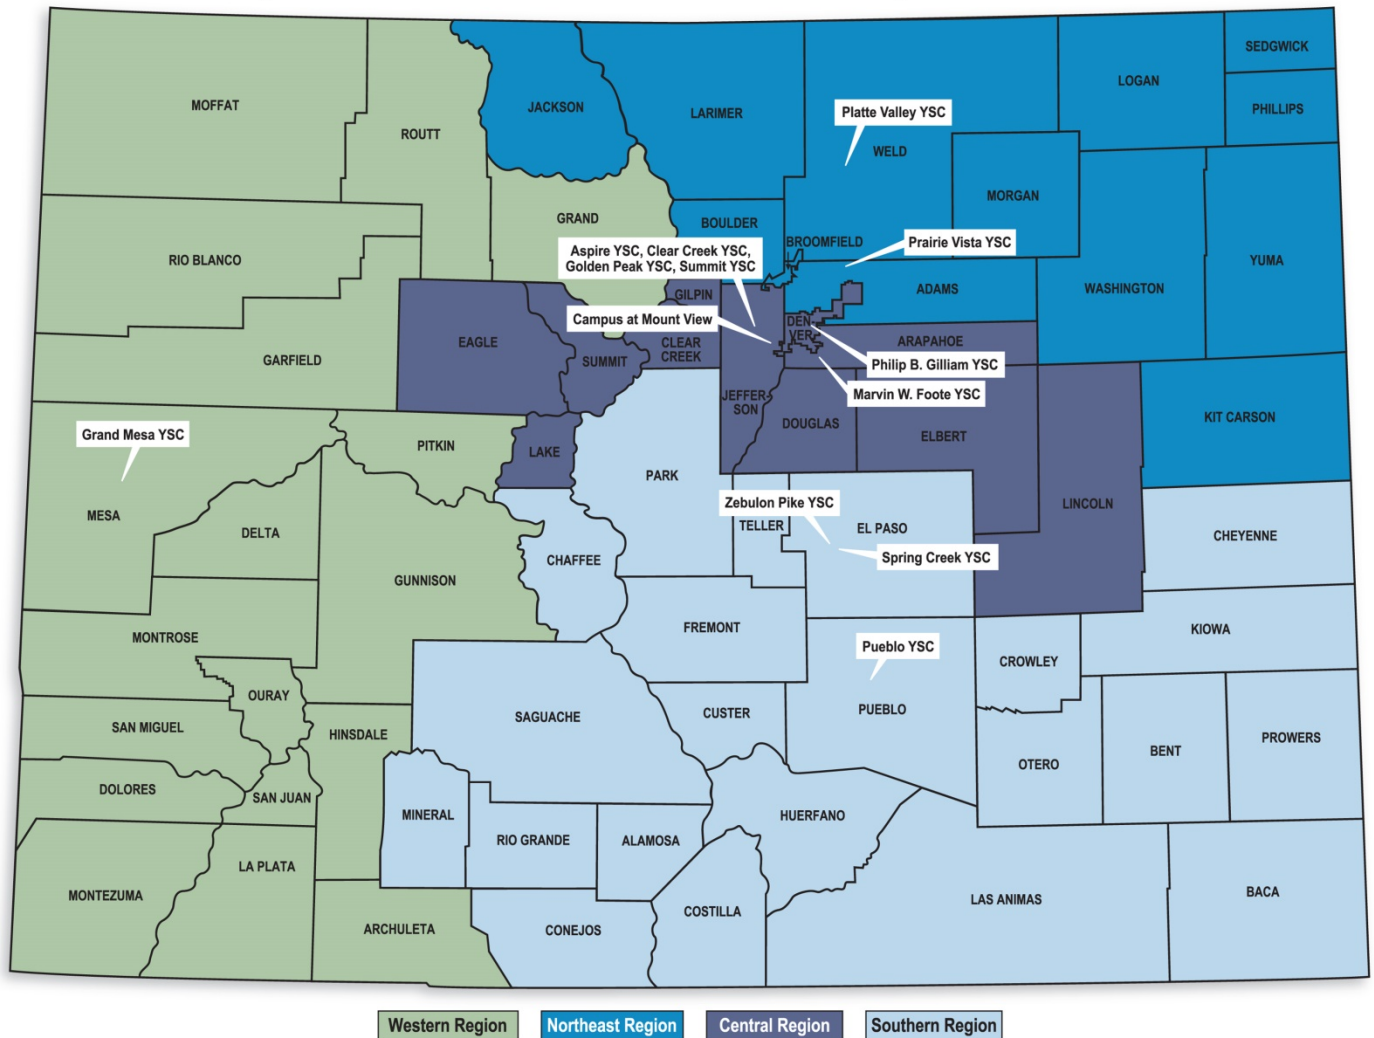 SEDGWICK
LOGAN
MOFFAT
JACKSON
LARIMER
PHILLIPS
Platte Valley YSC
ROUTT
WELD
MORGAN
GRAND
BOULDER
BROOMFIELD
Prairie Vista YSC
Aspire YSC, Clear Creek YSC,
Golden Peak YSC, Summit YSC
RIO BLANCO
YUMA
GILPIN
ADAMS
WASHINGTON
Campus at Mount View
DEN-
VER
EAGLE
CLEAR
CREEK
ARAPAHOE
GARFIELD
SUMMIT
Philip B. Gilliam YSC
Marvin W. Foote YSC
JEFFER-
SON
DOUGLAS
KIT CARSON
Grand Mesa YSC
PITKIN
ELBERT
LAKE
PARK
Zebulon Pike YSC
LINCOLN
MESA
TELLER
EL PASO
DELTA
CHEYENNE
Spring Creek YSC
CHAFFEE
GUNNISON
FREMONT
KIOWA
MONTROSE
Pueblo YSC
CROWLEY
OURAY
SAGUACHE
CUSTER
PUEBLO
SAN MIGUEL
HINSDALE
PROWERS
BENT
OTERO
DOLORES
SAN JUAN
MINERAL
HUERFANO
RIO GRANDE
ALAMOSA
LA PLATA
MONTEZUMA
BACA
LAS ANIMAS
COSTILLA
ARCHULETA
CONEJOS
Western Region
Northeast Region
Central Region
Southern Region